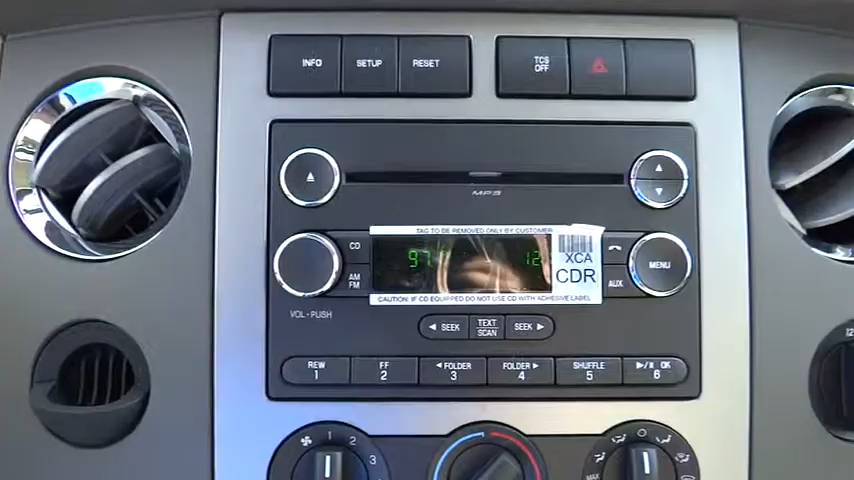 INFO SETUP RESET TCS OFF
MP3
TAG TO BE REMOVED ONLY BY CUSTOMER
CD
AM FM
97 12
XCA
CDR
MENU
AUX
CAUTION: IF EQUIPPED DO NOT USE CD WITH ADHESIVE LABEL
VOL - PUSH
SEEK TEXT SCAN SEEK
REW FF FOLDER FOLDER SHUFFLE OK
1 2 3 4 5 6
1 2 3
MAX
12